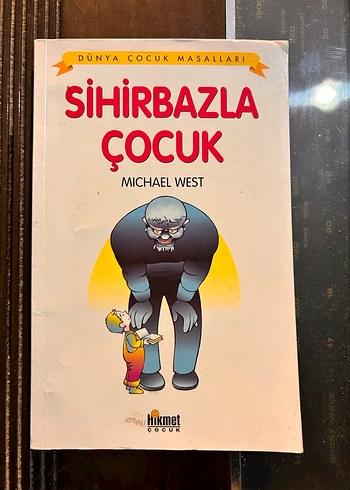 DÜNYA ÇOCUK MASALLARI
SİHİRBAZLA
ÇOCUK
MICHAEL WEST
Hikmet
ÇOCUK